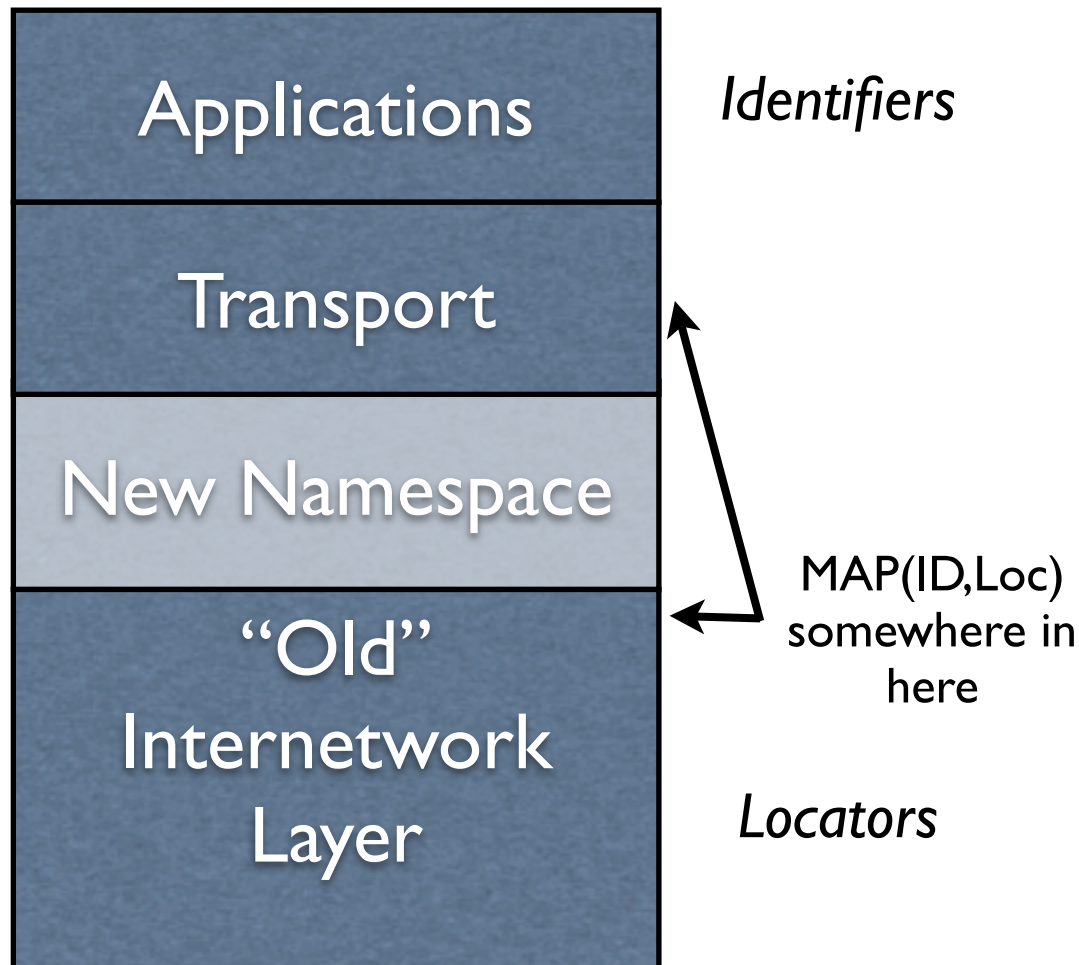 Applications
Identifiers
Transport
New Namespace
MAP(ID,Loc)
somewhere in
here
“Old”
Internetwork
Layer
Locators